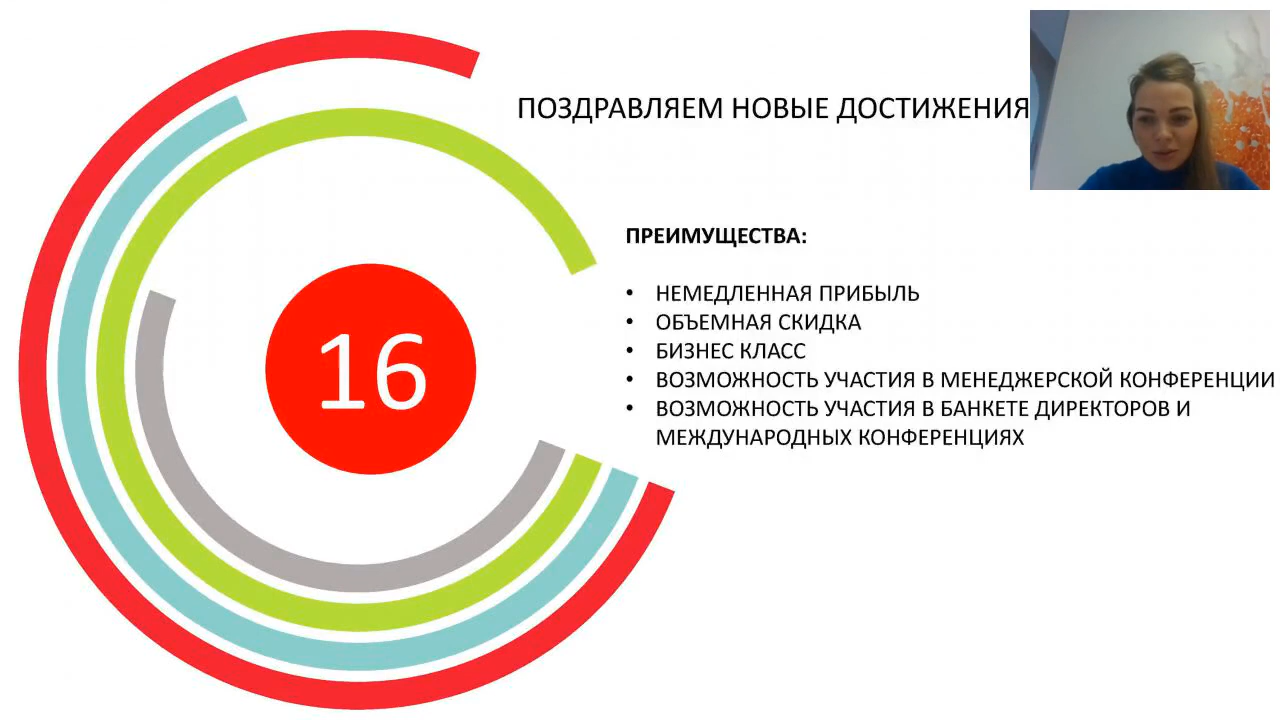 ПОЗДРАВЛЯЕМ НОВЫЕ ДОСТИЖЕНИЯ
ПРЕИМУЩЕСТВА:
• НЕМЕДЛЕННАЯ ПРИБЫЛЬ
• ОБЪЕМНАЯ СКИДКА
• БИЗНЕС КЛАСС
• ВОЗМОЖНОСТЬ УЧАСТИЯ В МЕНЕДЖЕРСКОЙ КОНФЕРЕНЦИИ
• ВОЗМОЖНОСТЬ УЧАСТИЯ В БАНКЕТЕ ДИРЕКТОРОВ И
МЕЖДУНАРОДНЫХ КОНФЕРЕНЦИЯХ
16